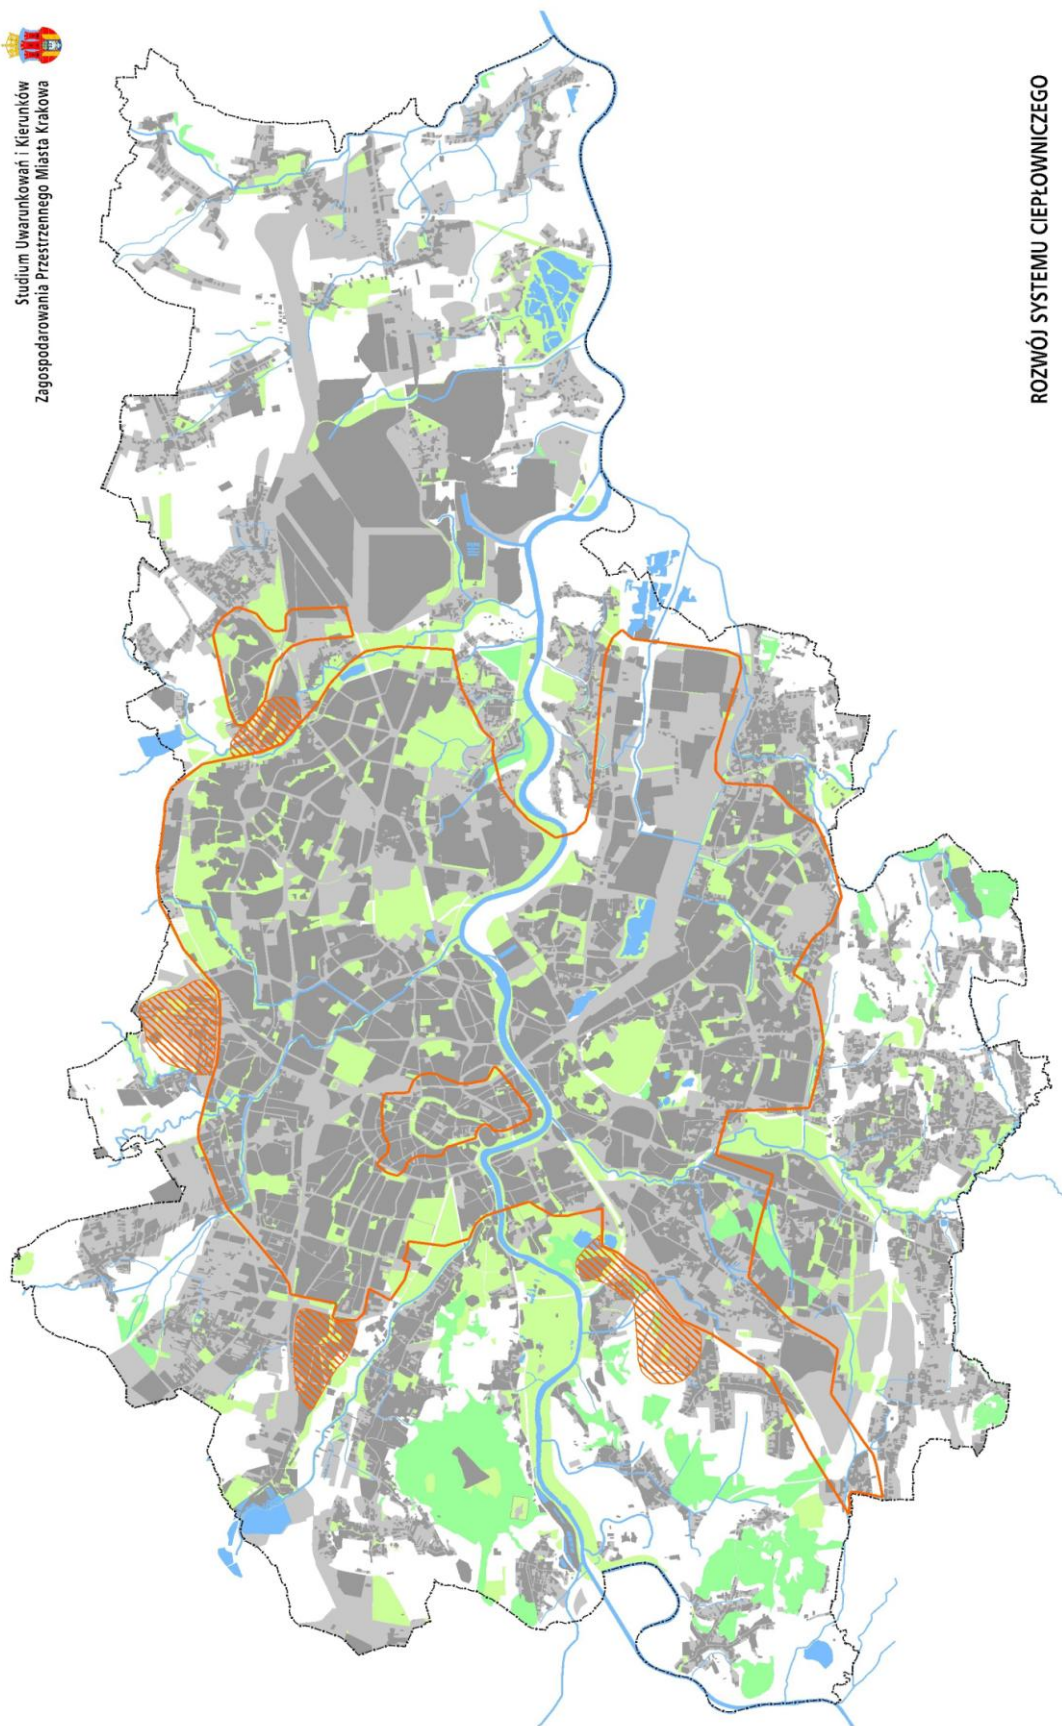 Studium Uwarunkowań i Kierunków
Zagospodarowania Przestrzennego Miasta Krakowa
ROZWÓJ SYSTEMU CIEPŁOWNICZEGO